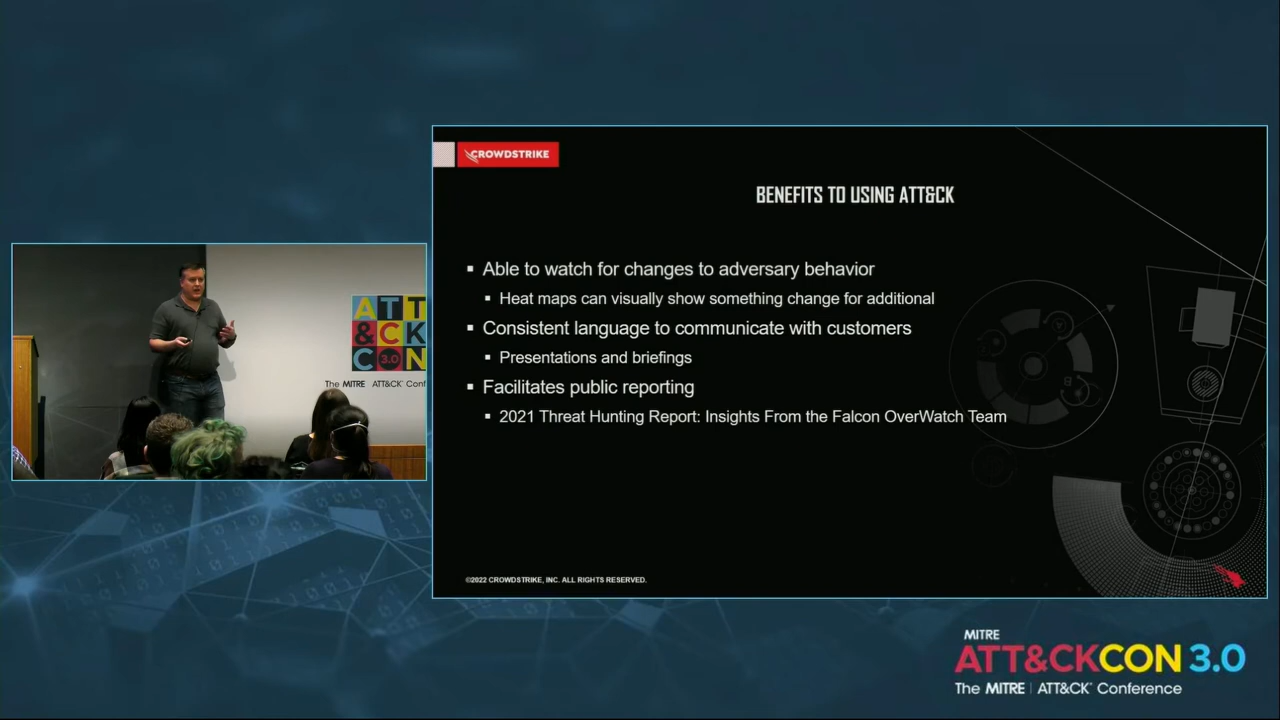 CROWDSTRIKE
BENEFITS TO USING ATT&CK
▪ Able to watch for changes to adversary behavior
▪ Heat maps can visually show something change for additional
▪ Consistent language to communicate with customers
▪ Presentations and briefings
▪ Facilitates public reporting
▪ 2021 Threat Hunting Report: Insights From the Falcon OverWatch Team
©2022 CROWDSTRIKE, INC. ALL RIGHTS RESERVED.
ATT
&CK
C3.0N
The MITRE ATT&CK® Conf
MITRE
ATT&CKCON 3.0
The MITRE | ATT&CK® Conference